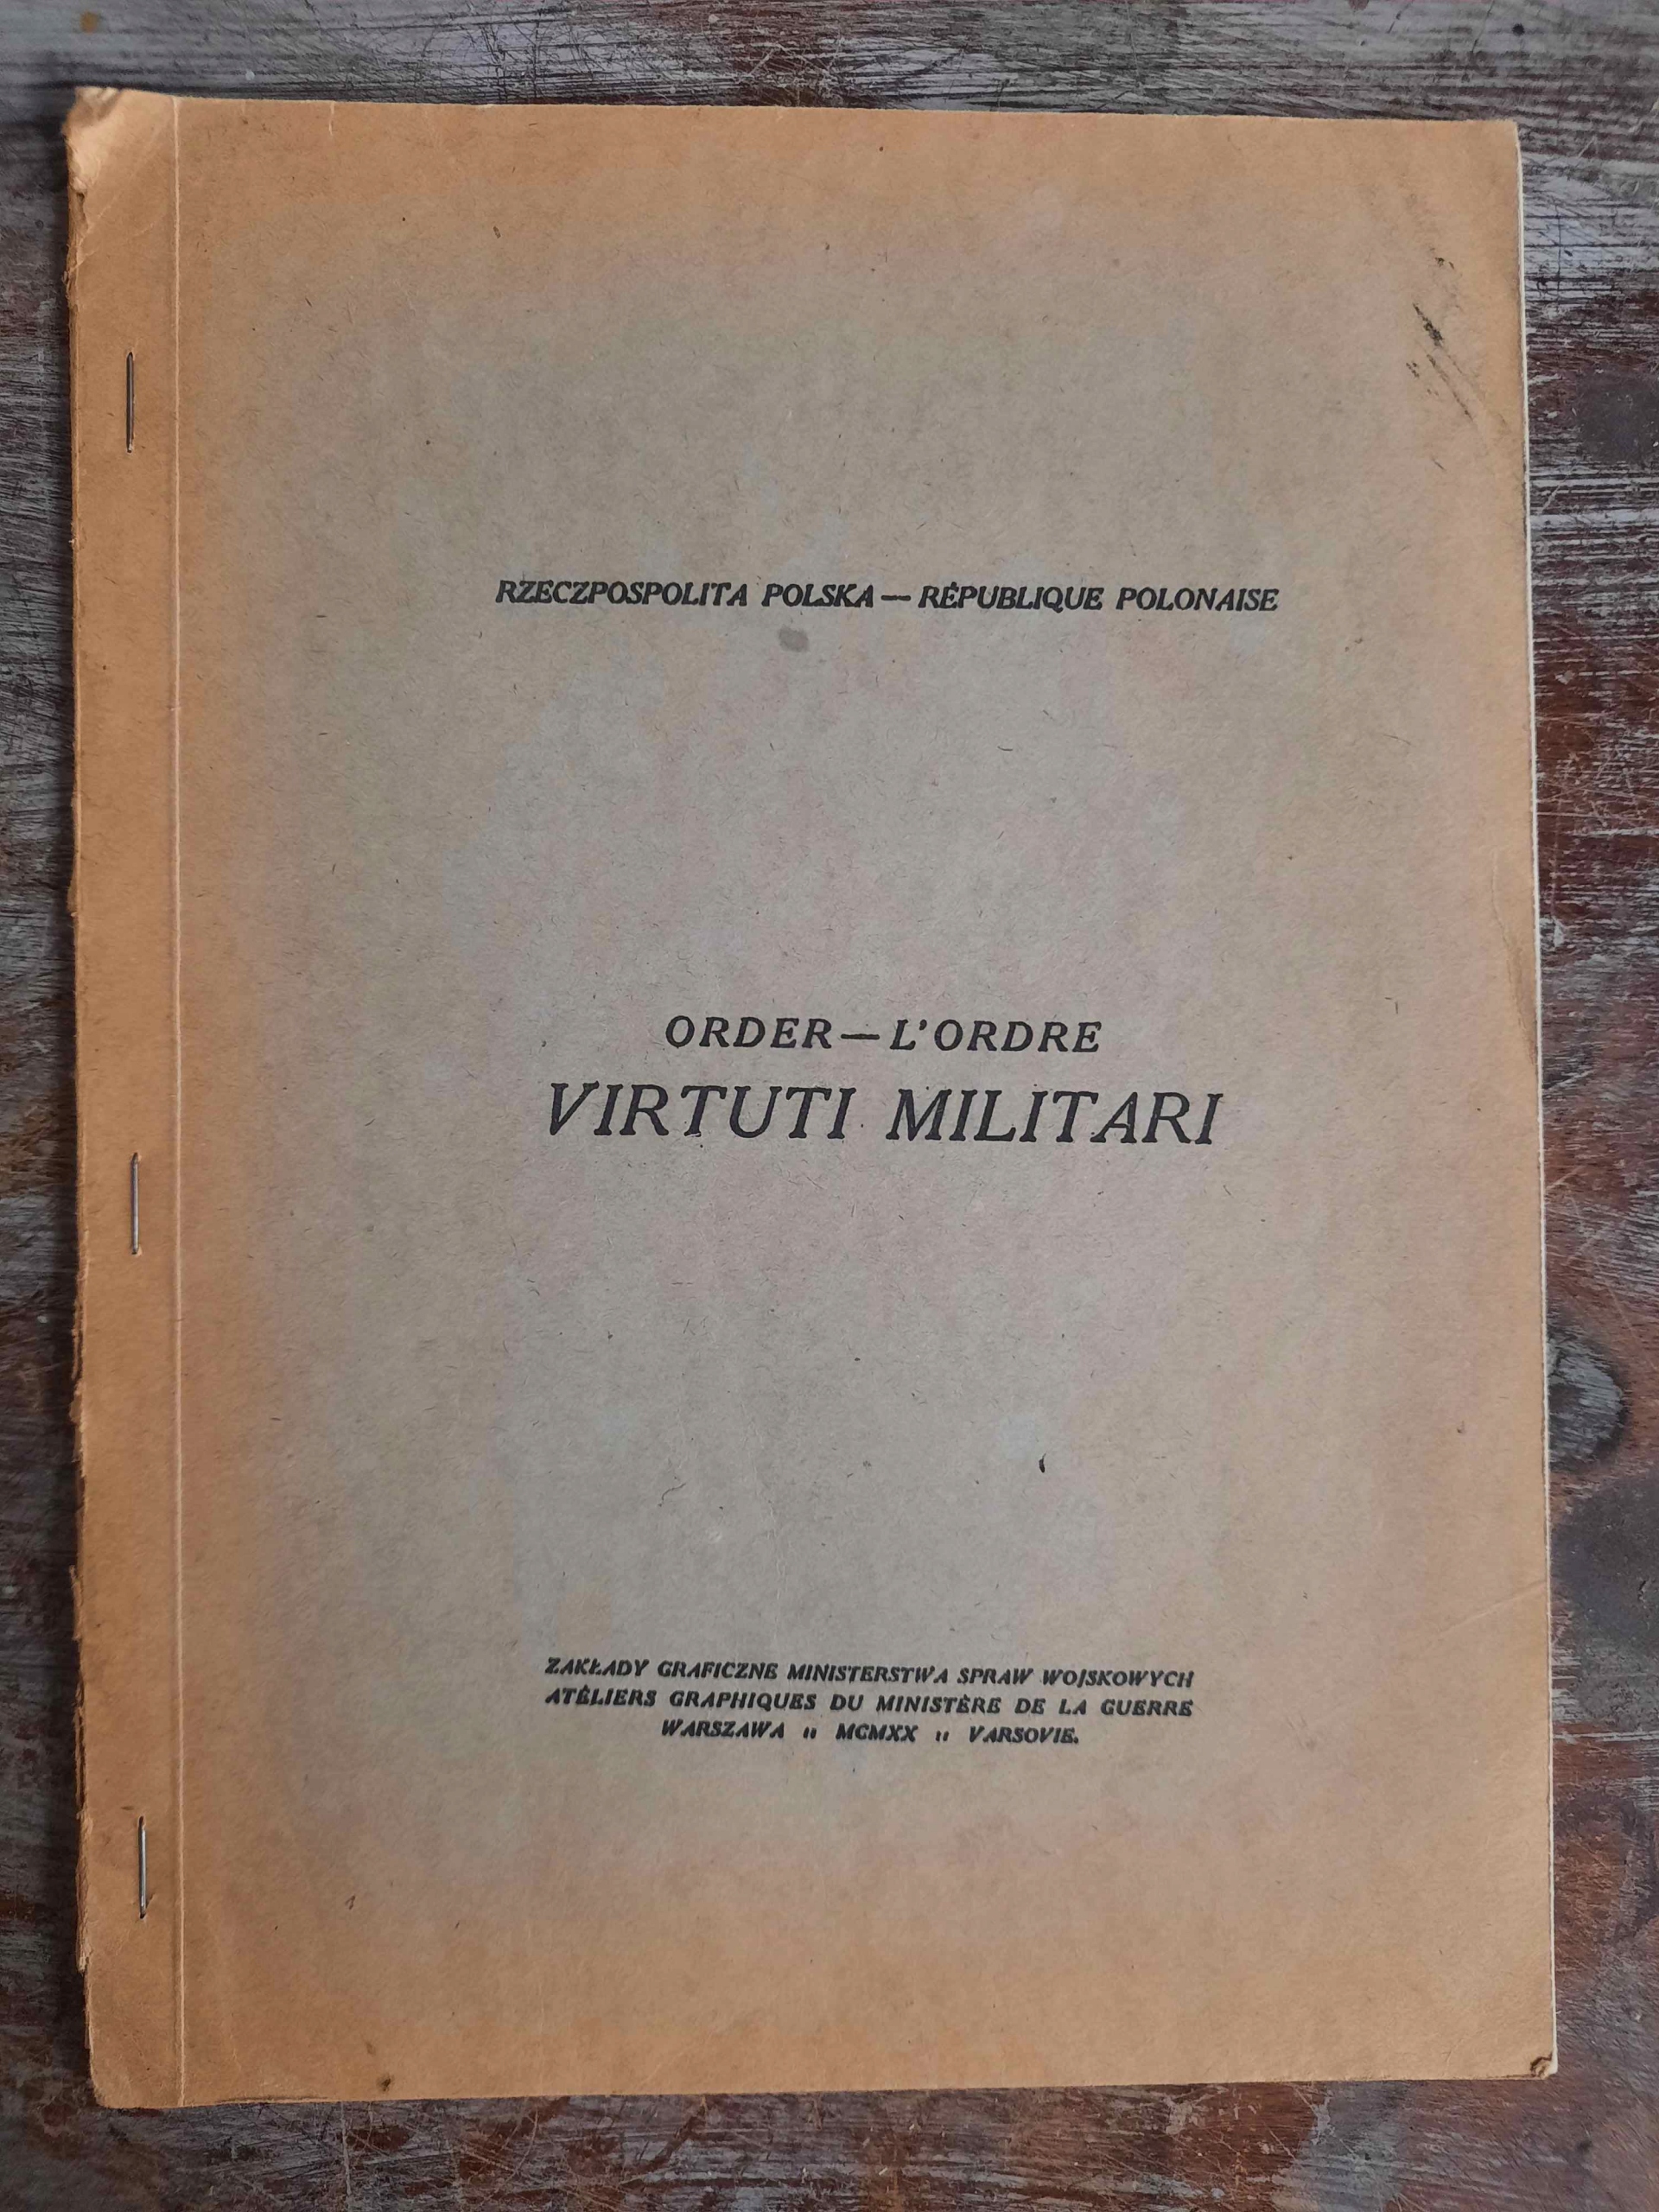 RZECZPOSPOLITA POLSKA — RÉPUBLIQUE POLONAISE
ORDER — L'ORDRE
VIRTUTI MILITARI
ZAKŁADY GRAFICZNE MINISTERSTWA SPRAW WOJSKOWYCH
ATÉLIERS GRAPHIQUES DU MINISTÈRE DE LA GUERRE
WARSZAWA „ MCMXX „ VARSOVIE.